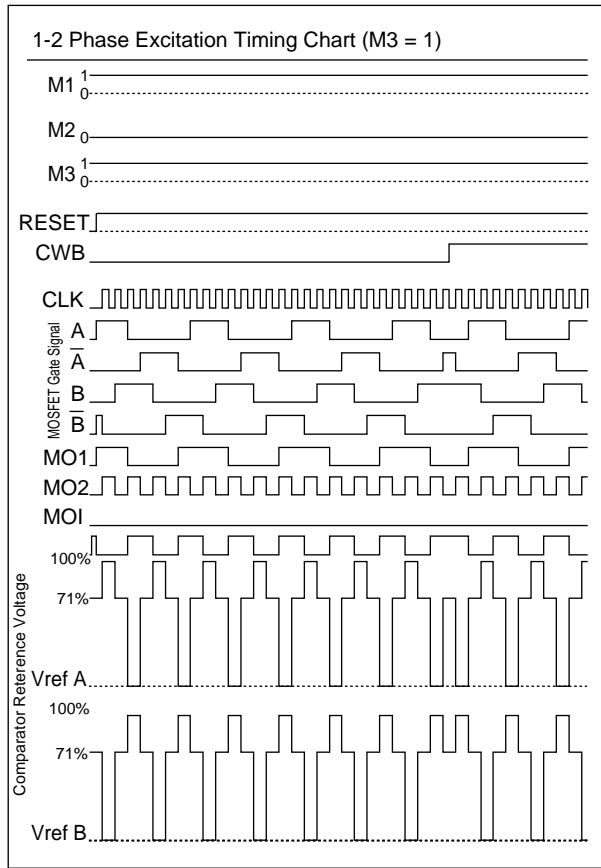 1-2 Phase Excitation Timing Chart (M3 = 1)
M1 1
0
M2 0
M3 1
0
RESET
CWB
CLK
MOSFET Gate Signal
A
A̅
B
B̅
MO1
MO2
MOI
Comparator Reterence Voltage
100%
71%
Vref A
100%
71%
Vref B